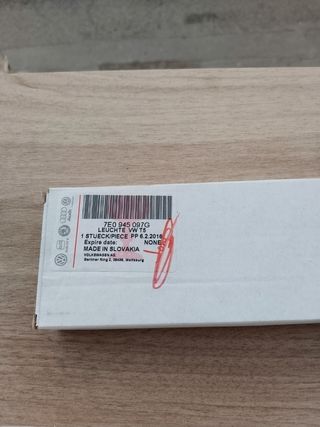 7E0 945 097G
LEUCHTE VW T5
1 STUECK/PIECE PP 6.2.2018
Expire date: NONE
MADE IN SLOVAKIA
VOLKSWAGEN AG
Berliner Ring 2, 38436, Wolfsburg